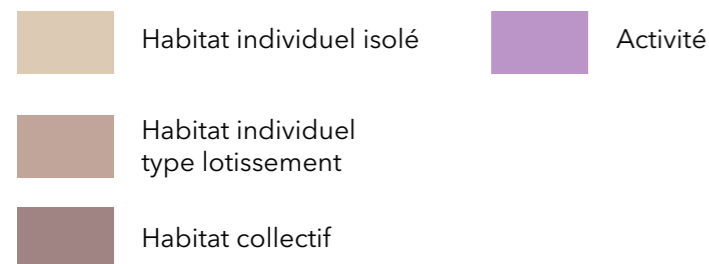 Habitat individuel isolé
Activité
Habitat individuel
type lotissement
Habitat collectif